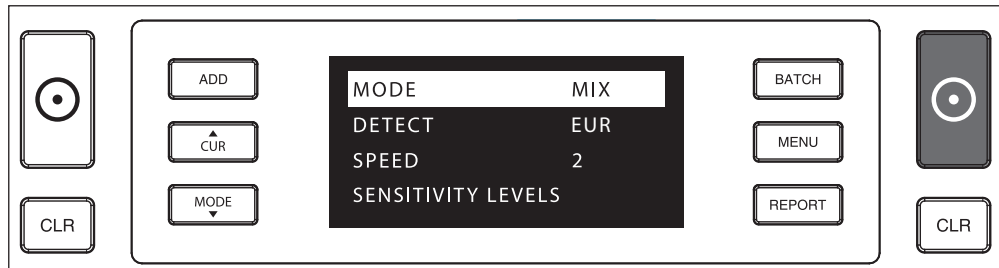 CLR
ADD
CUR
MODE
MODE MIX
DETECT EUR
SPEED 2
SENSITIVITY LEVELS
BATCH
MENU
REPORT
CLR